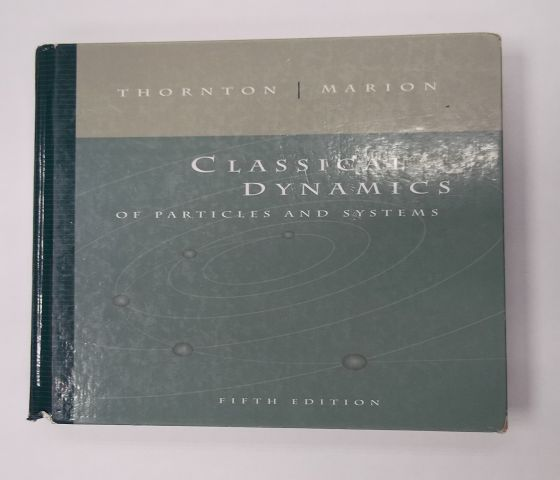 THORNTON | MARION
CLASSICAL
DYNAMICS
OF PARTICLES AND SYSTEMS
FIFTH EDITION